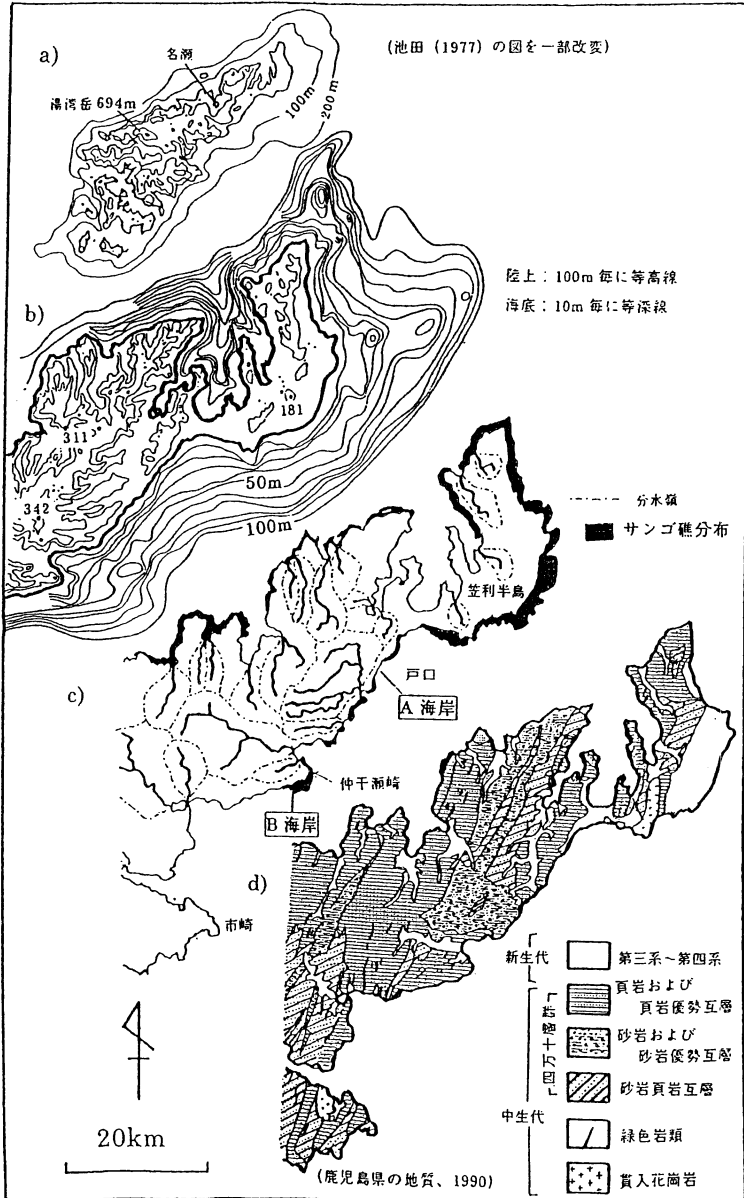 (池田 (1977) の図を一部改変)
a)
名瀬
湯湾岳 694m
100m
200m
b)
陸上:100m 毎に等高線
海底:10m 毎に等深線
181
311
342
50m
100m
分水嶺
サンゴ礁分布
笠利半島
c)
戸口
A 海岸
仲干瀬崎
B 海岸
d)
市崎
新生代
第三系~第四系
頁岩および
頁岩優勢互層
砂岩および
砂岩優勢互層
砂岩頁岩互層
中生代
緑色岩類
貫入花崗岩
20km
(鹿児島県の地質、1990)